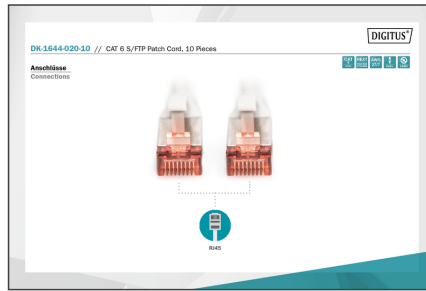 DIGITUS®
DK-1644-020-10 // CAT 6 S/FTP Patch Cord, 10 Pieces
Anschlüsse
Connections
RJ45